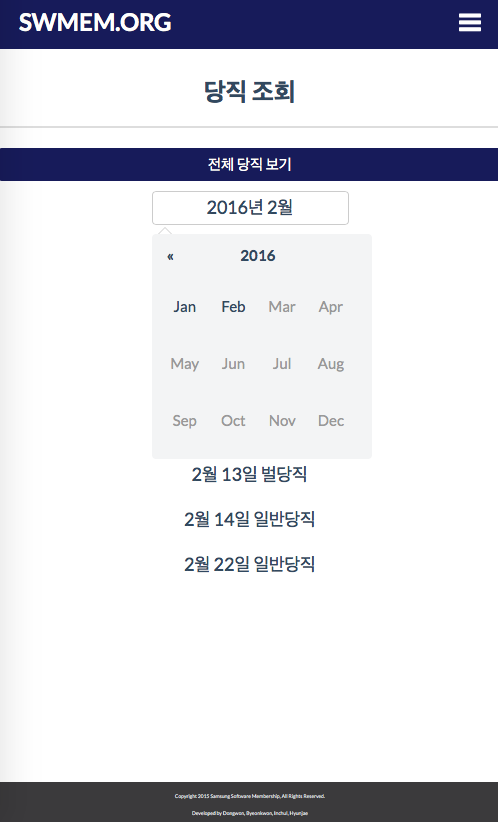 SWMEM.ORG
당직 조회
전체 당직 보기
2016년 2월
« 2016
Jan Feb Mar Apr
May Jun Jul Aug
Sep Oct Nov Dec
2월 13일 벌당직
2월 14일 일반당직
2월 22일 일반당직
Copyright 2015 Samsung Software Membership, All Rights Reserved.
Developed by Dongwon, Byeonkwon, Inchul, Hyunjae